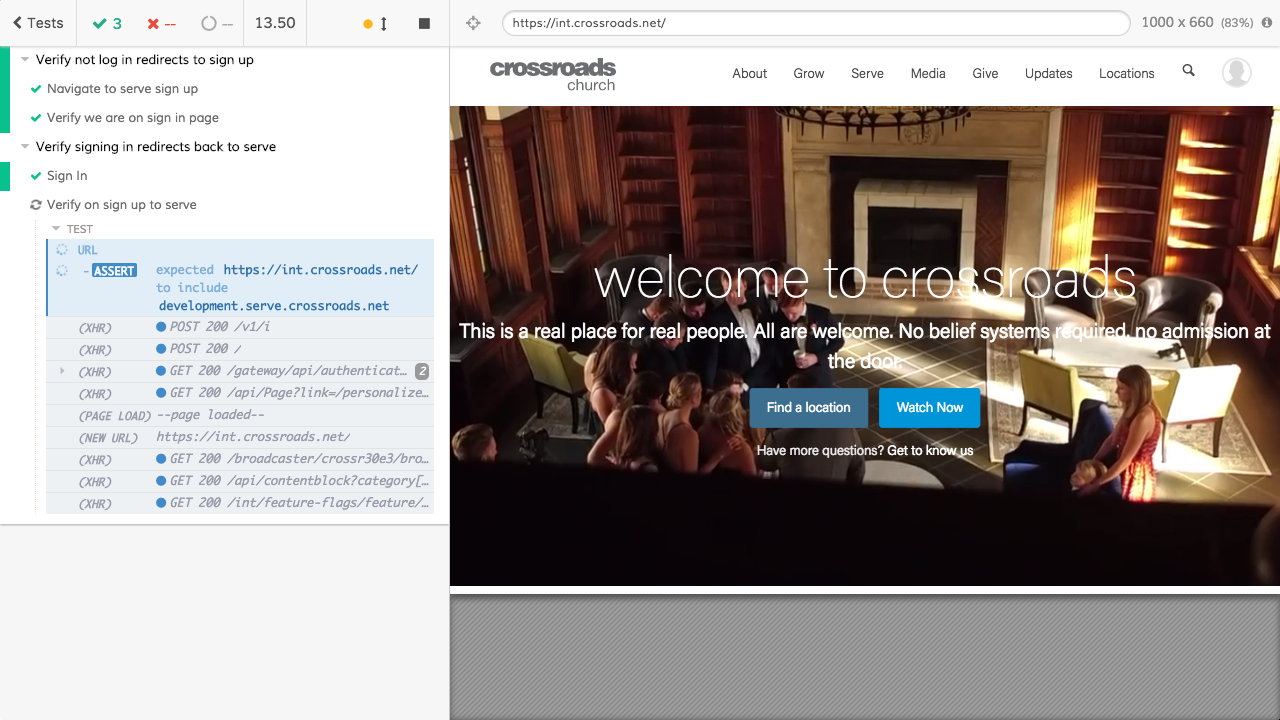 Tests
3
--
--
13.50
https://int.crossroads.net/
1000 x 660 (83%)
Verify not log in redirects to sign up
Navigate to serve sign up
Verify we are on sign in page
Verify signing in redirects back to serve
Sign In
Verify on sign up to serve
TEST
URL
- ASSERT expected https://int.crossroads.net/
to include
development.serve.crossroads.net
(XHR) POST 200 /v1/i
(XHR) POST 200 /
(XHR) GET 200 /gateway/api/authenticat... 2
(XHR) GET 200 /api/Page?link=/personalize...
(PAGE LOAD) --page loaded--
(NEW URL) https://int.crossroads.net/
(XHR) GET 200 /broadcaster/crossr30e3/bro...
(XHR) GET 200 /api/contentblock?category[...
(XHR) GET 200 /int/feature-flags/feature/...
crossroads
church
About Grow Serve Media Give Updates Locations
welcome to crossroads
This is a real place for real people. All are welcome. No belief systems required, no admission at
the door.
Find a location Watch Now
Have more questions? Get to know us